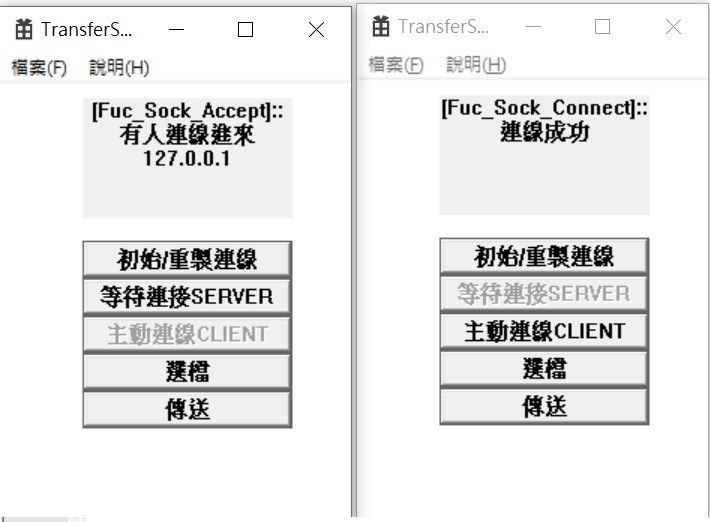 TransferS...
檔案(F) 說明(H)
[Fuc_Sock_Accept]::
有人連線進來
127.0.0.1
初始/重製連線
等待連接SERVER
主動連線CLIENT
選檔
傳送
TransferS...
檔案(F) 說明(H)
[Fuc_Sock_Connect]::
連線成功
初始/重製連線
等待連接SERVER
主動連線CLIENT
選檔
傳送